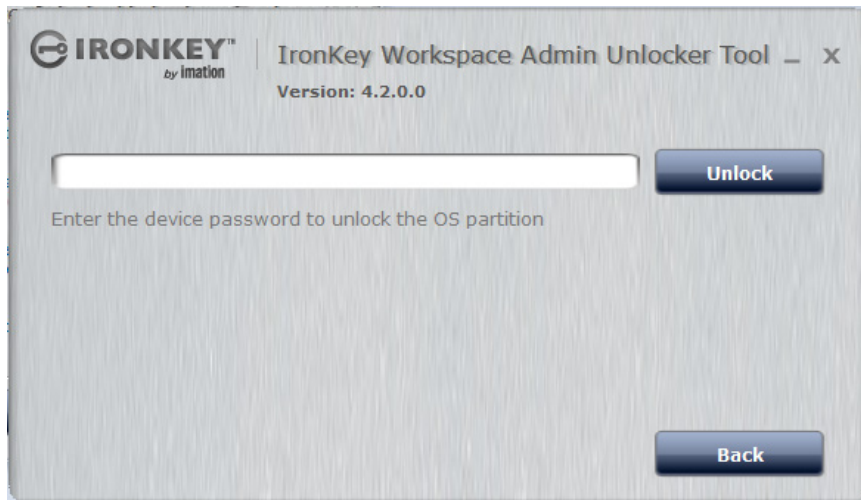 IRONKEY™
by imation
IronKey Workspace Admin Unlocker Tool
Version: 4.2.0.0
Unlock
Enter the device password to unlock the OS partition
Back